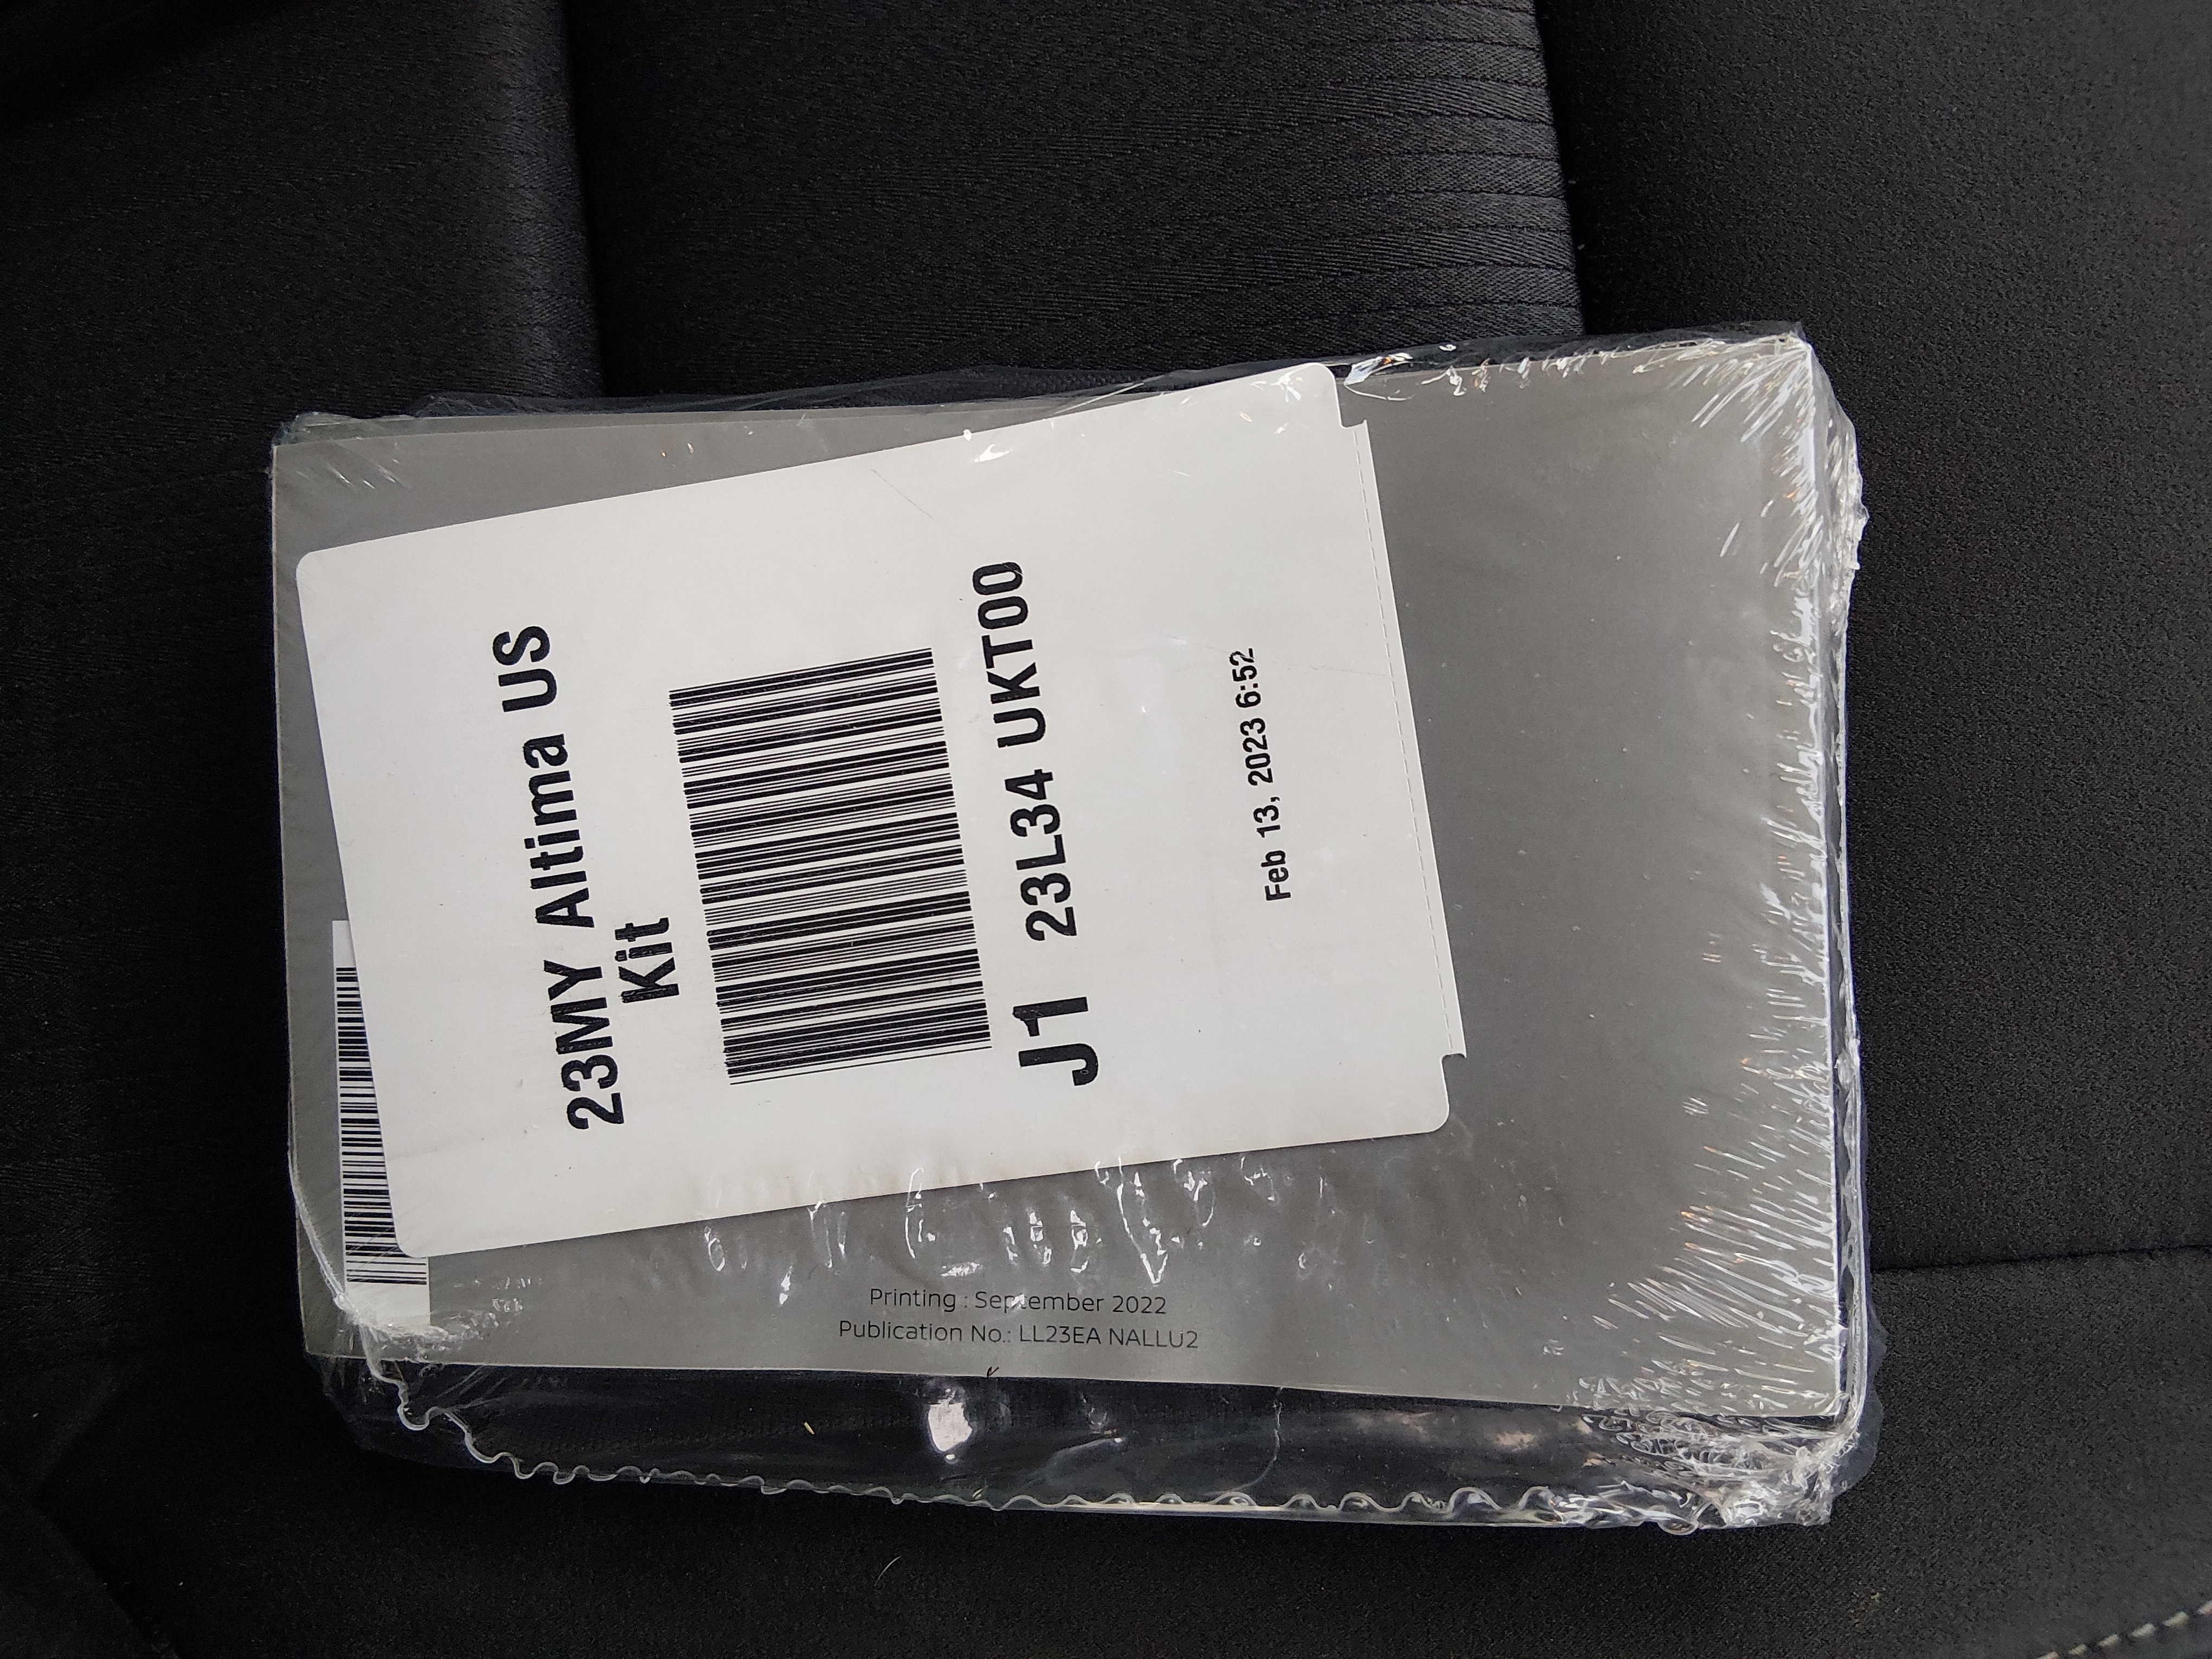 23MY Altima US
Kit
J1 23L34 UKT00
Feb 13, 2023 6:52
Printing : September 2022
Publication No.: LL23EA NALLU2